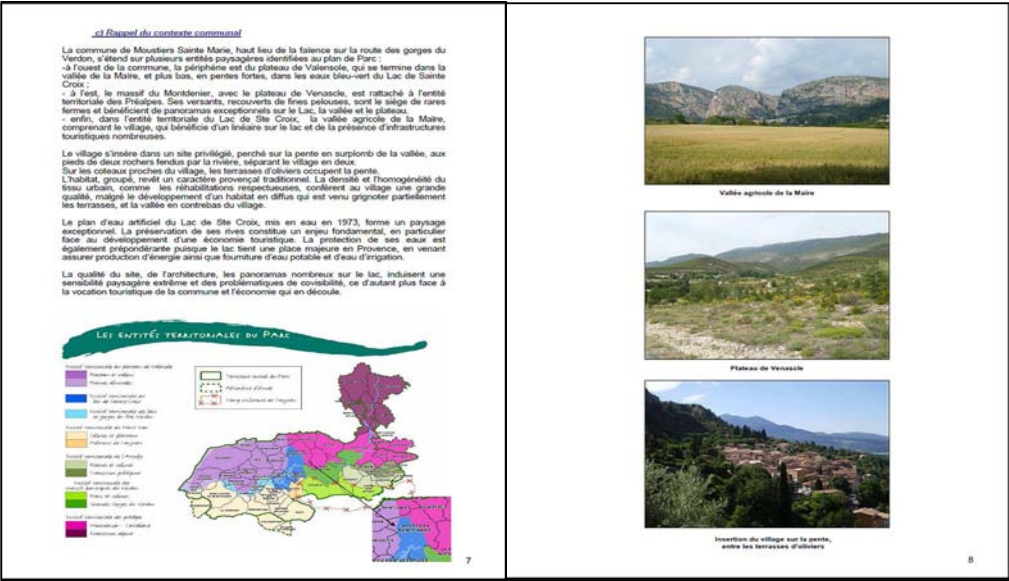 c) Rappel du contexte communal
La commune de Moustiers Sainte Marie, haut lieu de la faïence sur la route des gorges du
Verdon, s'étend sur plusieurs entités paysagères identifiées au plan de Parc :
-à l'ouest de la commune, la périphérie est du plateau de Valensole, qui se termine dans la
vallée de la Maïre, et plus bas, en pentes fortes, dans les eaux bleu-vert du Lac de Sainte
Croix ;
- à l'est, le massif du Montdenier, avec le plateau de Venascle, est rattaché à l'entité
territoriale des Préalpes. Ses versants, recouverts de fines pelouses, sont le siège de rares
fermes et bénéficient de panoramas exceptionnels sur le Lac, la vallée et le plateau.
- enfin, dans l'entité territoriale du Lac de Ste Croix, la vallée agricole de la Maïre,
comprenant le village, qui bénéficie d'un linéaire sur le lac et de la présence d'infrastructures
touristiques nombreuses.
Le village s'insère dans un site privilégié, perché sur la pente en surplomb de la vallée, aux
pieds de deux rochers fendus par la rivière, séparant le village en deux.
Sur les coteaux proches du village, les terrasses d'oliviers occupent la pente.
L'habitat, groupé, revêt un caractère provençal traditionnel. La densité et l'homogénéité du
tissu urbain, comme les réhabilitations respectueuses, confèrent au village une grande
qualité, malgré le développement d'un habitat en diffus qui est venu grignoter partiellement
les terrasses, et la vallée en contrebas du village.
Le plan d'eau artificiel du Lac de Ste Croix, mis en eau en 1973, forme un paysage
exceptionnel. La préservation de ses rives constitue un enjeu fondamental, en particulier
face au développement d'une économie touristique. La protection de ses eaux est
également prépondérante puisque le lac tient une place majeure en Provence, en venant
assurer production d'énergie ainsi que fourniture d'eau potable et d'eau d'irrigation.
La qualité du site, de l'architecture, les panoramas nombreux sur le lac, induisent une
sensibilité paysagère extrême et des problématiques de covisibilité, ce d'autant plus face à
la vocation touristique de la commune et l'économie qui en découle.
LES ENTITÉS TERRITORIALES DU PARC
7
Vallée agricole de la Maire
Plateau de Venascle
Insertion du village sur la pente,
entre les terrasses d'oliviers
8